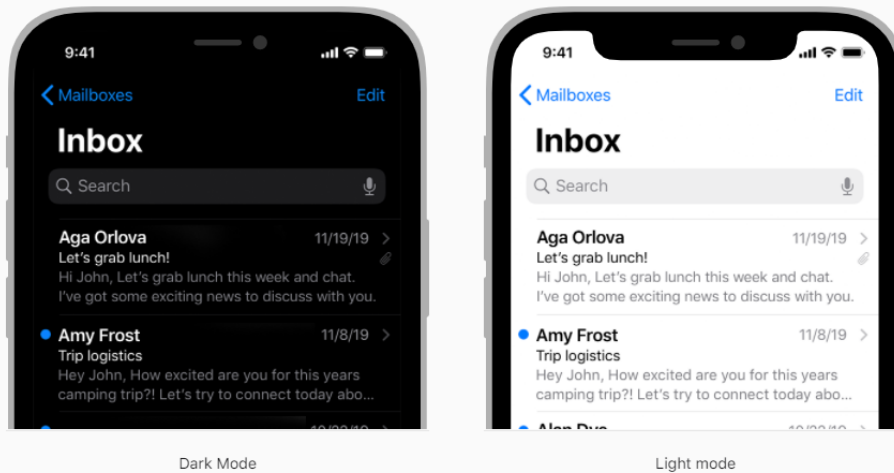 9:41
Mailboxes Edit
Inbox
Search
Aga Orlova 11/19/19
Let's grab lunch!
Hi John, Let's grab lunch this week and chat.
I've got some exciting news to discuss with you.
Amy Frost 11/8/19
Trip logistics
Hey John, How excited are you for this years
camping trip?! Let's try to connect today abo...
Dark Mode
9:41
Mailboxes Edit
Inbox
Search
Aga Orlova 11/19/19
Let's grab lunch!
Hi John, Let's grab lunch this week and chat.
I've got some exciting news to discuss with you.
Amy Frost 11/8/19
Trip logistics
Hey John, How excited are you for this years
camping trip?! Let's try to connect today abo...
Light mode